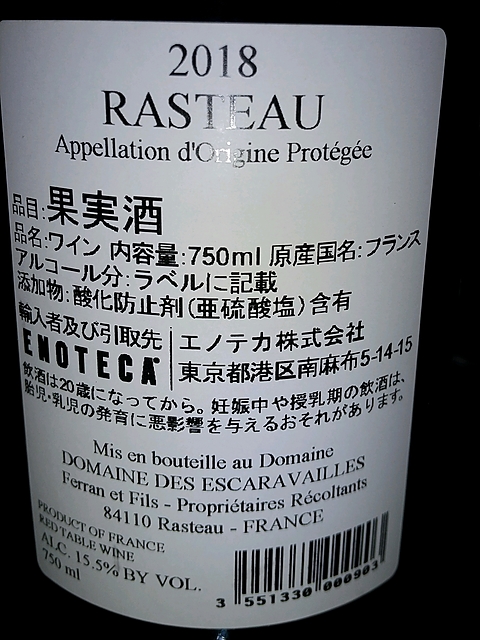 2018
RASTEAU
Appellation d'Origine Protégée
品目:果実酒
品名:ワイン 内容量:750ml 原産国名:フランス
アルコール分:ラベルに記載
添加物:酸化防止剤(亜硫酸塩)含有
輸入者及び引取先
ENOTECA
エノテカ株式会社
東京都港区南麻布5-14-15
飲酒は20歳になってから。妊娠中や授乳期の飲酒は、
胎児・乳児の発育に悪影響を与えるおそれがあります。
Mis en bouteille au Domaine
DOMAINE DES ESCARAVAILLES
Ferran et Fils - Propriétaires Récoltants
84110 Rasteau - FRANCE
PRODUCT OF FRANCE
RED TABLE WINE
ALC. 15.5% BY VOL.
750 ml
3 551330 000903